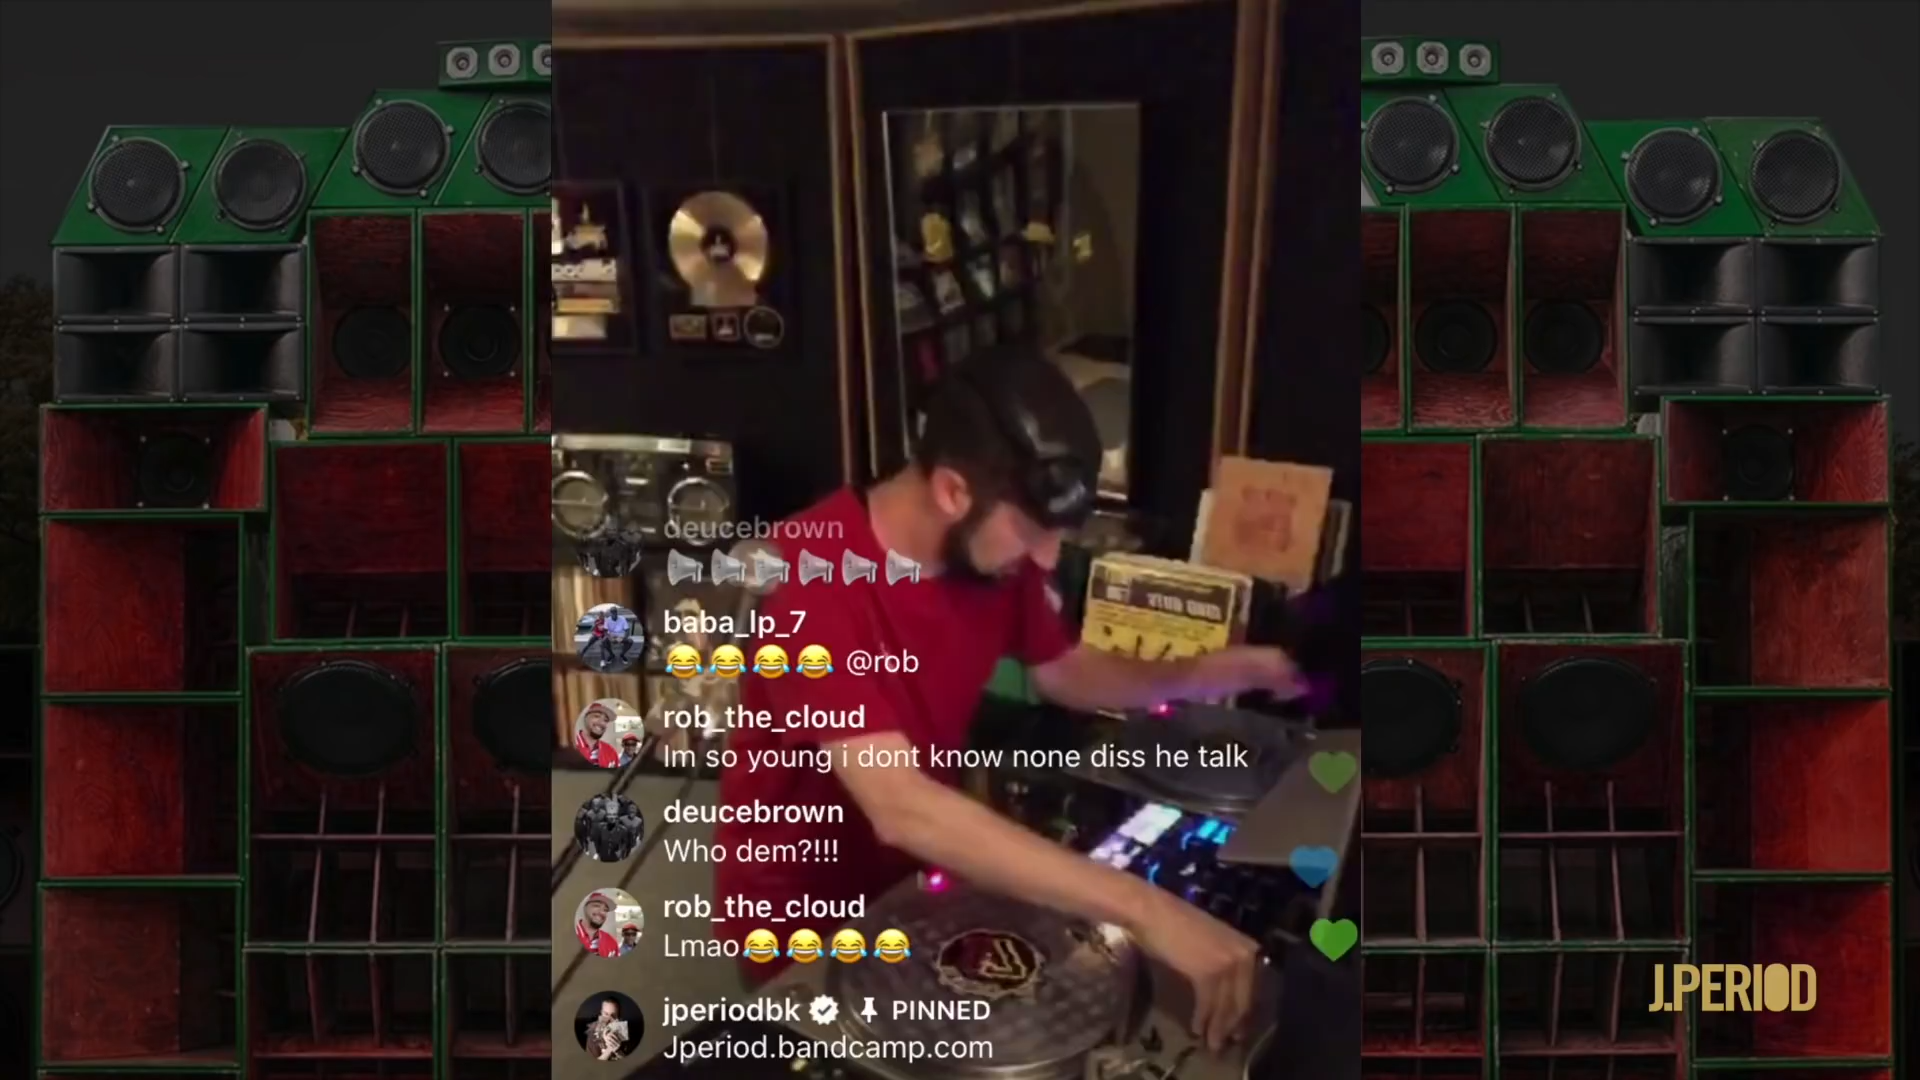 deucebrown
baba_lp_7
😂😂😂😂 @rob
rob_the_cloud
Im so young i dont know none diss he talk
deucebrown
Who dem?!!!
rob_the_cloud
Lmao😂😂😂😂
jperiodbk PINNED
Jperiod.bandcamp.com
J.PERIOD